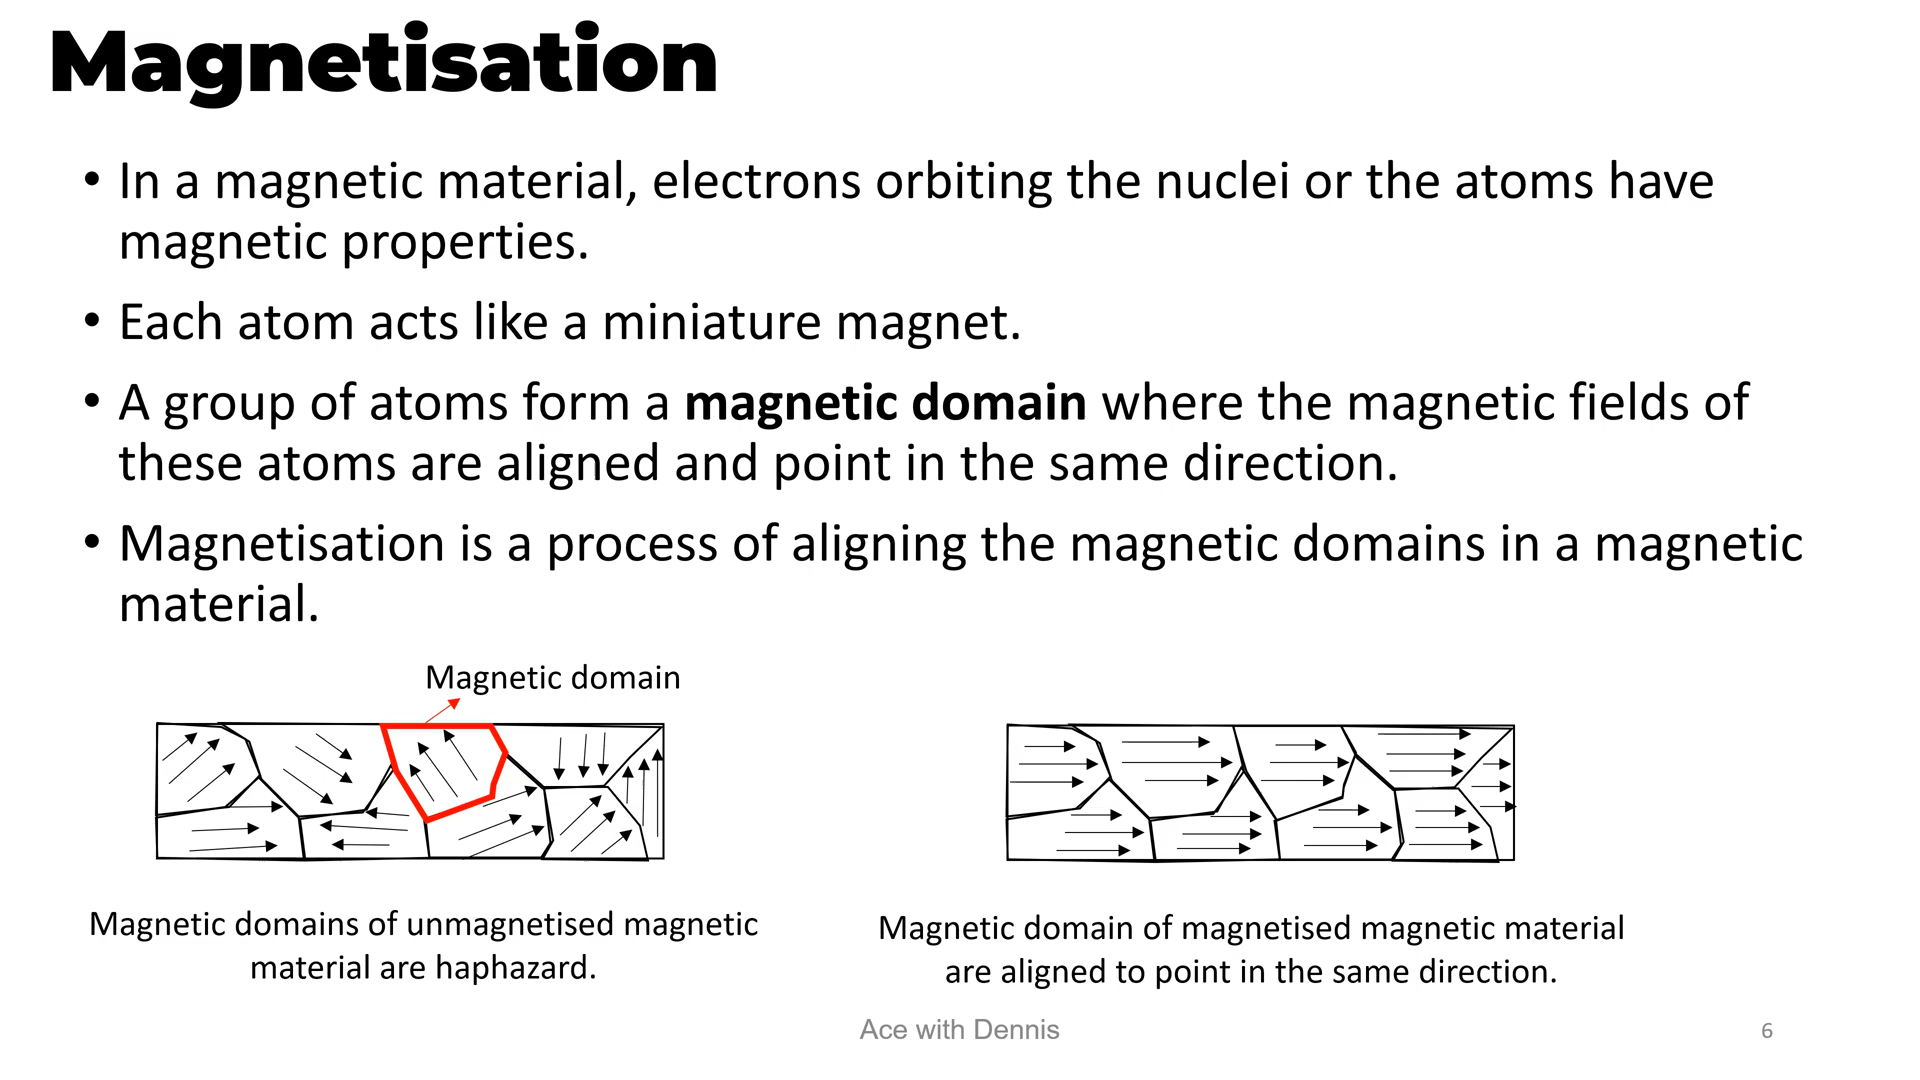 Magnetisation
• In a magnetic material, electrons orbiting the nuclei or the atoms have
magnetic properties.
• Each atom acts like a miniature magnet.
• A group of atoms form a magnetic domain where the magnetic fields of
these atoms are aligned and point in the same direction.
• Magnetisation is a process of aligning the magnetic domains in a magnetic
material.
Magnetic domain
Magnetic domains of unmagnetised magnetic
material are haphazard.
Magnetic domain of magnetised magnetic material
are aligned to point in the same direction.
Ace with Dennis
6